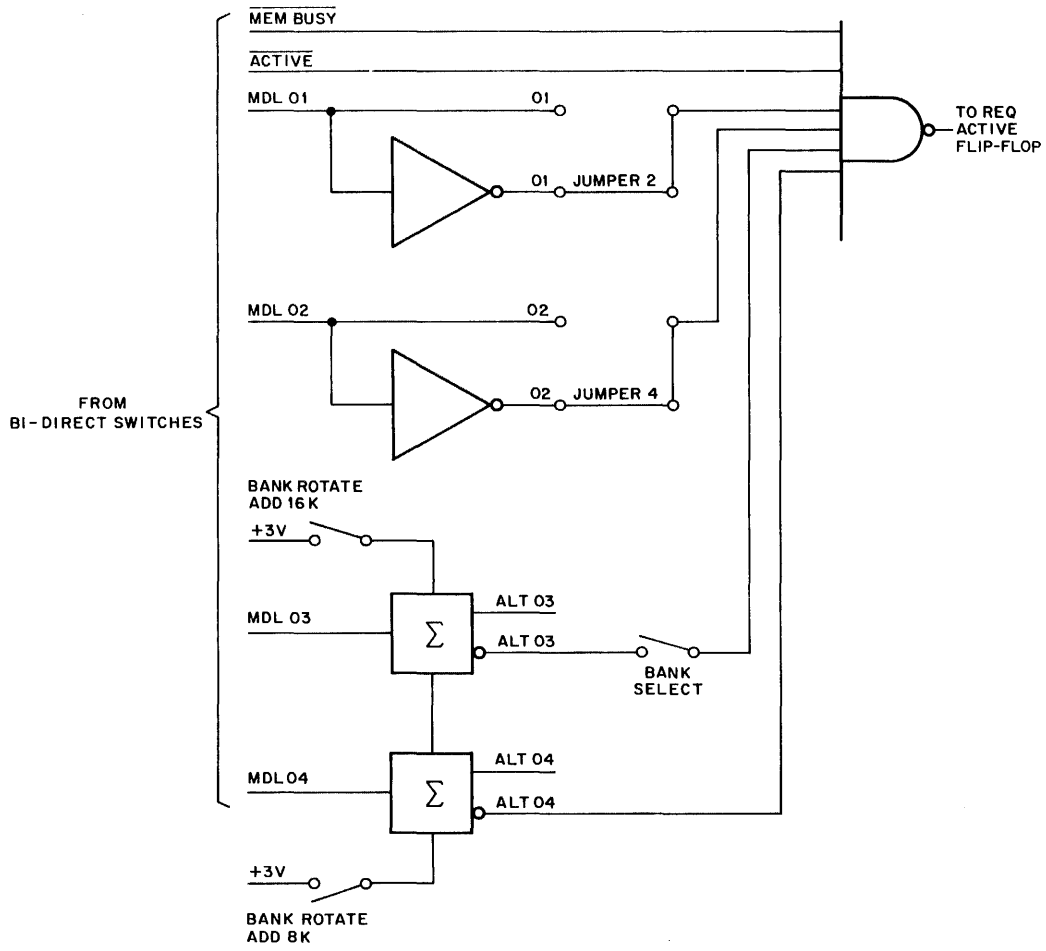 MEM BUSY
ACTIVE
MDL 01
01
01
JUMPER 2
TO REQ
ACTIVE
FLIP-FLOP
MDL 02
02
02
JUMPER 4
FROM
BI-DIRECT SWITCHES
BANK ROTATE
ADD 16K
+3V
MDL 03
Σ
ALT 03
ALT 03
BANK
SELECT
MDL 04
Σ
ALT 04
ALT 04
+3V
BANK ROTATE
ADD 8K